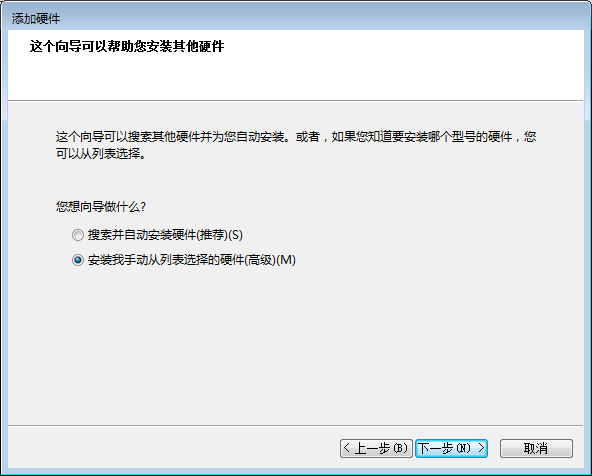 添加硬件
这个向导可以帮助您安装其他硬件
这个向导可以搜索其他硬件并为您自动安装。或者，如果您知道要安装哪个型号的硬件，您
可以从列表选择。
您想向导做什么?
搜索并自动安装硬件(推荐)(S)
安装我手动从列表选择的硬件(高级)(M)
< 上一步(B) 下一步(N) > 取消